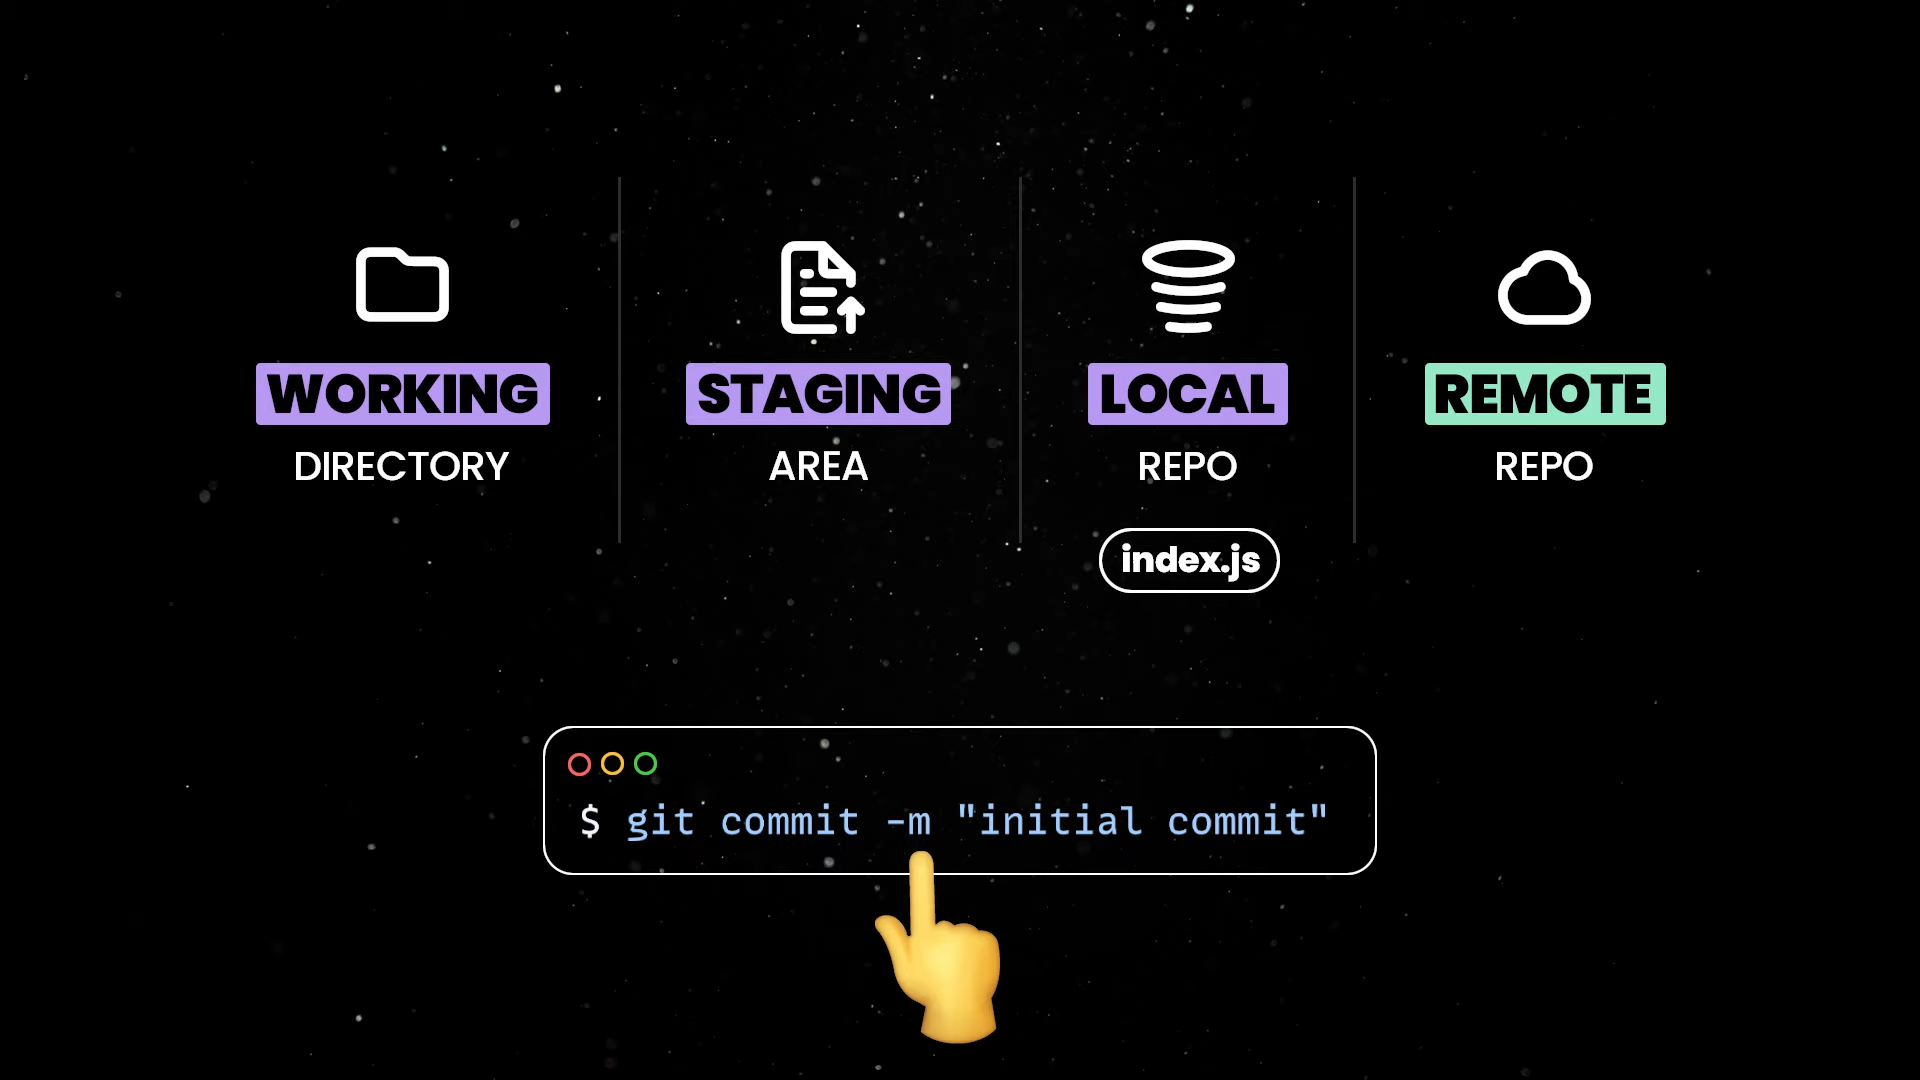 WORKING
DIRECTORY
STAGING
AREA
LOCAL
REPO
index.js
REMOTE
REPO
$ git commit -m "initial commit"